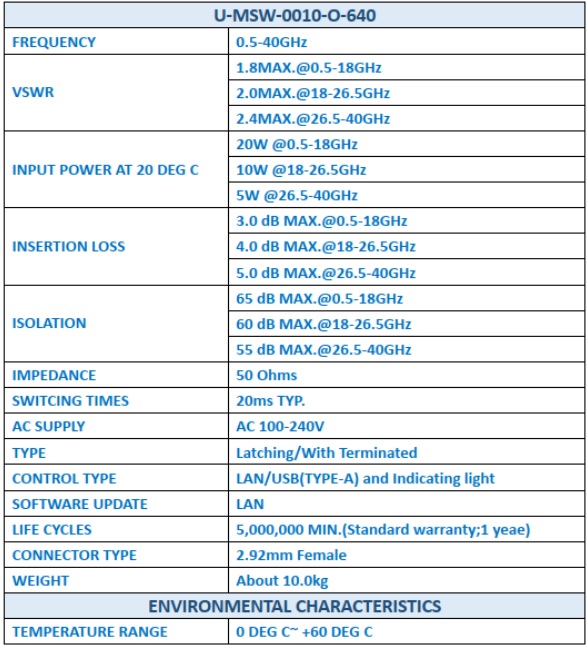 U-MSW-0010-O-640
FREQUENCY 0.5-40GHz
VSWR 1.8MAX.@0.5-18GHz
2.0MAX.@18-26.5GHz
2.4MAX.@26.5-40GHz
INPUT POWER AT 20 DEG C 20W @0.5-18GHz
10W @18-26.5GHz
5W @26.5-40GHz
INSERTION LOSS 3.0 dB MAX.@0.5-18GHz
4.0 dB MAX.@18-26.5GHz
5.0 dB MAX.@26.5-40GHz
ISOLATION 65 dB MAX.@0.5-18GHz
60 dB MAX.@18-26.5GHz
55 dB MAX.@26.5-40GHz
IMPEDANCE 50 Ohms
SWITCING TIMES 20ms TYP.
AC SUPPLY AC 100-240V
TYPE Latching/With Terminated
CONTROL TYPE LAN/USB(TYPE-A) and Indicating light
SOFTWARE UPDATE LAN
LIFE CYCLES 5,000,000 MIN.(Standard warranty;1 yeae)
CONNECTOR TYPE 2.92mm Female
WEIGHT About 10.0kg
ENVIRONMENTAL CHARACTERISTICS
TEMPERATURE RANGE 0 DEG C~ +60 DEG C